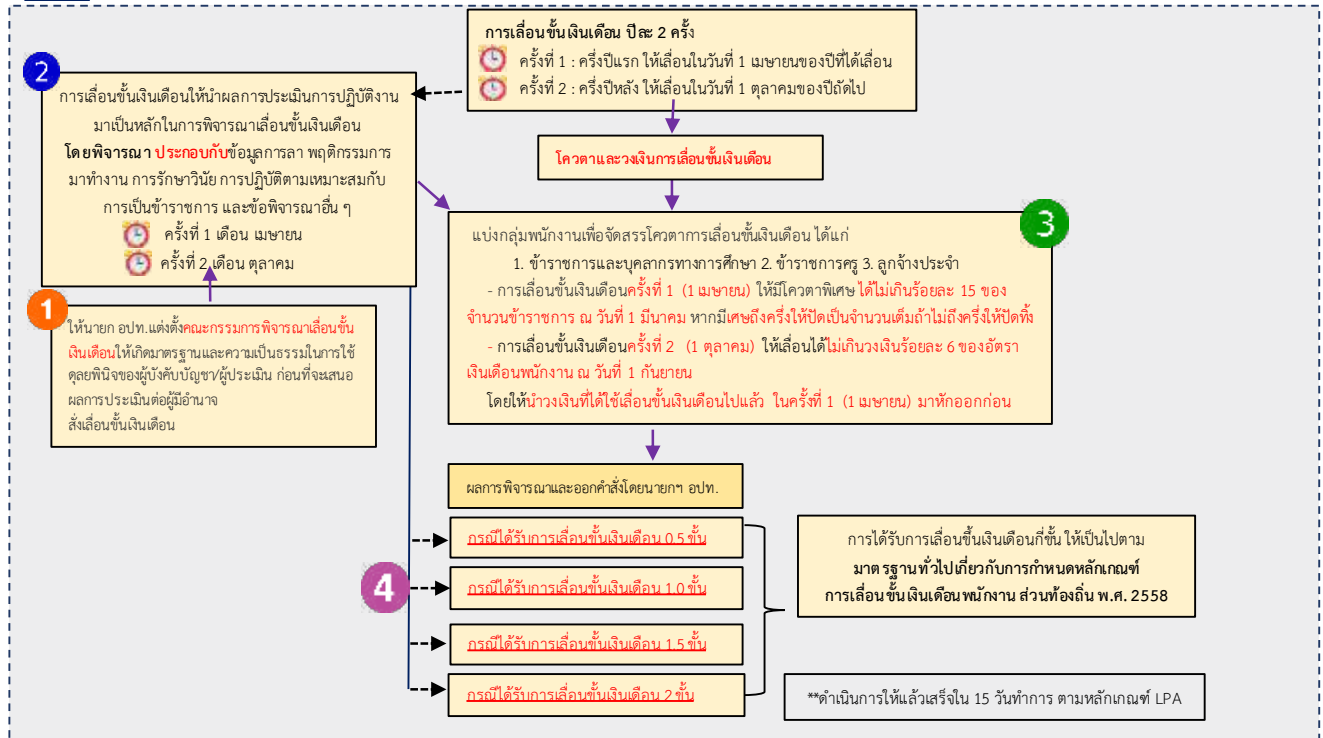 การเลื่อนขั้นเงินเดือน ปีละ 2 ครั้ง
ครั้งที่ 1 : ครึ่งปีแรก ให้เลื่อนในวันที่ 1 เมษายนของปีที่ได้เลื่อน
ครั้งที่ 2 : ครึ่งปีหลัง ให้เลื่อนในวันที่ 1 ตุลาคมของปีถัดไป
2
การเลื่อนขั้นเงินเดือนให้นำผลการประเมินการปฏิบัติงาน
มาเป็นหลักในการพิจารณาเลื่อนขั้นเงินเดือน
โดยพิจารณา ประกอบกับข้อมูลการลา พฤติกรรมการ
มาทำงาน การรักษาวินัย การปฏิบัติตามเหมาะสมกับ
การเป็นข้าราชการ และข้อพิจารณาอื่น ๆ
ครั้งที่ 1 เดือน เมษายน
ครั้งที่ 2 เดือน ตุลาคม
โควตาและวงเงินการเลื่อนขั้นเงินเดือน
3
แบ่งกลุ่มพนักงานเพื่อจัดสรรโควตาการเลื่อนขั้นเงินเดือน ได้แก่
1. ข้าราชการและบุคลากรทางการศึกษา 2. ข้าราชการครู 3. ลูกจ้างประจำ
- การเลื่อนขั้นเงินเดือนครั้งที่ 1 (1 เมษายน) ให้มีโควตาพิเศษ ได้ไม่เกินร้อยละ 15 ของ
จำนวนข้าราชการ ณ วันที่ 1 มีนาคม หากมีเศษถึงครึ่งให้ปัดเป็นจำนวนเต็มถ้าไม่ถึงครึ่งให้ปัดทิ้ง
- การเลื่อนขั้นเงินเดือนครั้งที่ 2 (1 ตุลาคม) ให้เลื่อนได้ไม่เกินวงเงินร้อยละ 6 ของอัตรา
เงินเดือนพนักงาน ณ วันที่ 1 กันยายน
โดยให้นำวงเงินที่ได้ใช้เลื่อนขั้นเงินเดือนไปแล้ว ในครั้งที่ 1 (1 เมษายน) มาหักออกก่อน
1
ให้นายก อปท.แต่งตั้งคณะกรรมการพิจารณาเลื่อนขั้น
เงินเดือนให้เกิดมาตรฐานและความเป็นธรรมในการใช้
ดุลยพินิจของผู้บังคับบัญชา/ผู้ประเมิน ก่อนที่จะเสนอ
ผลการประเมินต่อผู้มีอำนาจ
สั่งเลื่อนขั้นเงินเดือน
ผลการพิจารณาและออกคำสั่งโดยนายกฯ อปท.
4
กรณีได้รับการเลื่อนขั้นเงินเดือน 0.5 ขั้น
กรณีได้รับการเลื่อนขั้นเงินเดือน 1.0 ขั้น
กรณีได้รับการเลื่อนขั้นเงินเดือน 1.5 ขั้น
กรณีได้รับการเลื่อนขั้นเงินเดือน 2 ขั้น
การได้รับการเลื่อนขึ้นเงินเดือนกี่ขั้น ให้เป็นไปตาม
มาตรฐานทั่วไปเกี่ยวกับการกำหนดหลักเกณฑ์
การเลื่อนขั้นเงินเดือนพนักงาน ส่วนท้องถิ่น พ.ศ. 2558
**ดำเนินการให้แล้วเสร็จใน 15 วันทำการ ตามหลักเกณฑ์ LPA